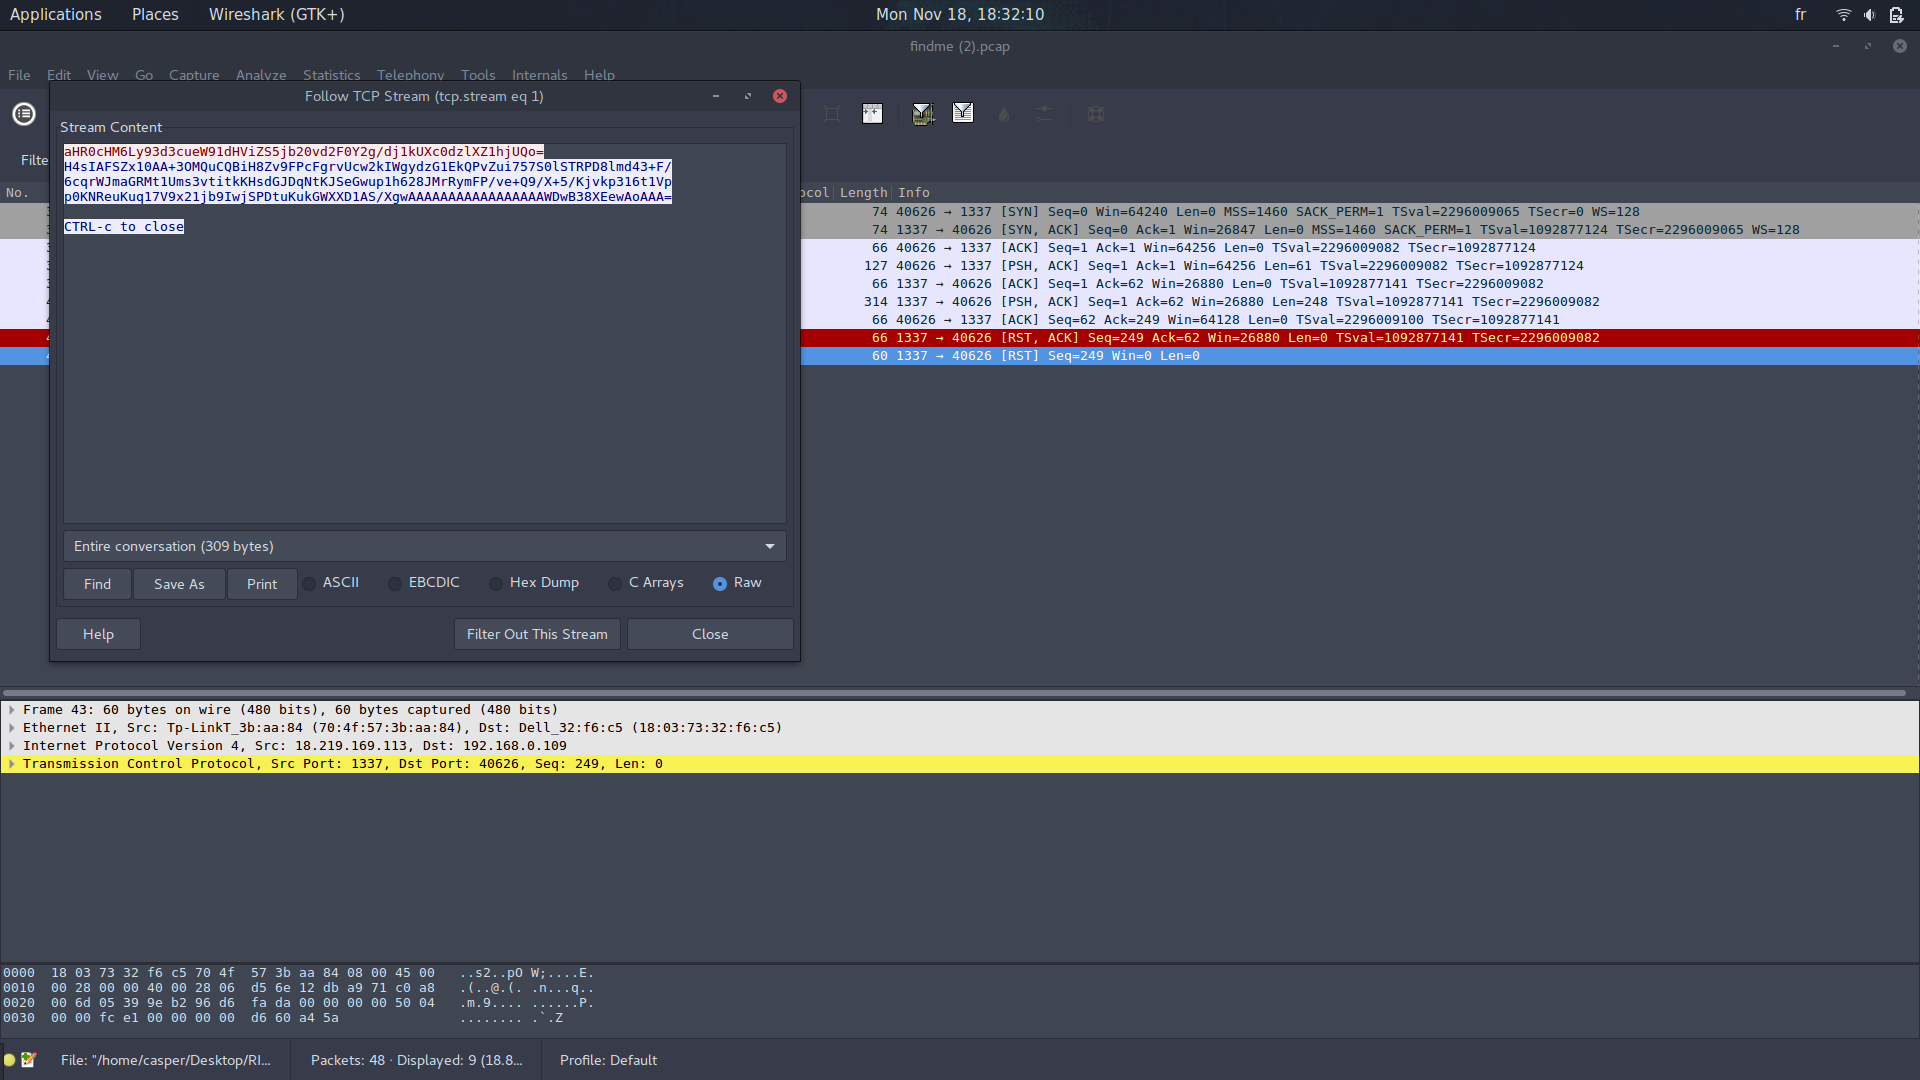 Applications Places Wireshark (GTK+) Mon Nov 18, 18:32:10 fr
findme (2).pcap
File Edit View Go Capture Analyze Statistics Telephony Tools Internals Help
Follow TCP Stream (tcp.stream eq 1)
Stream Content
aHR0cHM6Ly93d3cueW91dHViZS5jb20vd2F0Y2g/dj1kUXc0dzlXZ1hjUQo=
H4sIAFSZx10AA+3OMQuCQBiH8Zv9FPcFgrvUcw2kIWgydzG1EkQPvZui757S0lSTRPD8lmd43+F/
6cqrWJmaGRMt1Ums3vtitkKHsdGJDqNtKJSeGwup1h628JMrRymFP/ve+Q9/X+5/Kjvkp316t1Vp
p0KNReuKuq17V9x21jb9IwjSPDtuKukGWXXD1AS/XgwAAAAAAAAAAAAAAAAAWDwB38XEewAoAAA=
CTRL-c to close
Filte
No. ocol Length Info
74 40626 → 1337 [SYN] Seq=0 Win=64240 Len=0 MSS=1460 SACK_PERM=1 TSval=2296009065 TSecr=0 WS=128
74 1337 → 40626 [SYN, ACK] Seq=0 Ack=1 Win=26847 Len=0 MSS=1460 SACK_PERM=1 TSval=1092877124 TSecr=2296009065 WS=128
66 40626 → 1337 [ACK] Seq=1 Ack=1 Win=64256 Len=0 TSval=2296009082 TSecr=1092877124
127 40626 → 1337 [PSH, ACK] Seq=1 Ack=1 Win=64256 Len=61 TSval=2296009082 TSecr=1092877124
66 1337 → 40626 [ACK] Seq=1 Ack=62 Win=26880 Len=0 TSval=1092877141 TSecr=2296009082
314 1337 → 40626 [PSH, ACK] Seq=1 Ack=62 Win=26880 Len=248 TSval=1092877141 TSecr=2296009082
66 40626 → 1337 [ACK] Seq=62 Ack=249 Win=64128 Len=0 TSval=2296009100 TSecr=1092877141
66 1337 → 40626 [RST, ACK] Seq=249 Ack=62 Win=26880 Len=0 TSval=1092877141 TSecr=2296009082
60 1337 → 40626 [RST] Seq=249 Win=0 Len=0
Entire conversation (309 bytes)
Find Save As Print ASCII EBCDIC Hex Dump C Arrays Raw
Help Filter Out This Stream Close
Frame 43: 60 bytes on wire (480 bits), 60 bytes captured (480 bits)
Ethernet II, Src: Tp-LinkT_3b:aa:84 (70:4f:57:3b:aa:84), Dst: Dell_32:f6:c5 (18:03:73:32:f6:c5)
Internet Protocol Version 4, Src: 18.219.169.113, Dst: 192.168.0.109
Transmission Control Protocol, Src Port: 1337, Dst Port: 40626, Seq: 249, Len: 0
0000 18 03 73 32 f6 c5 70 4f 57 3b aa 84 08 00 45 00 ..s2..pO W;....E.
0010 00 28 00 00 40 00 28 06 d5 6e 12 db a9 71 c0 a8 .(..@.(. .n...q..
0020 00 6d 05 39 9e b2 96 d6 fa da 00 00 00 00 50 04 .m.9.... ......P.
0030 00 00 fc e1 00 00 00 00 d6 60 a4 5a ........ .`.Z
File: "/home/casper/Desktop/RI... Packets: 48 · Displayed: 9 (18.8... Profile: Default